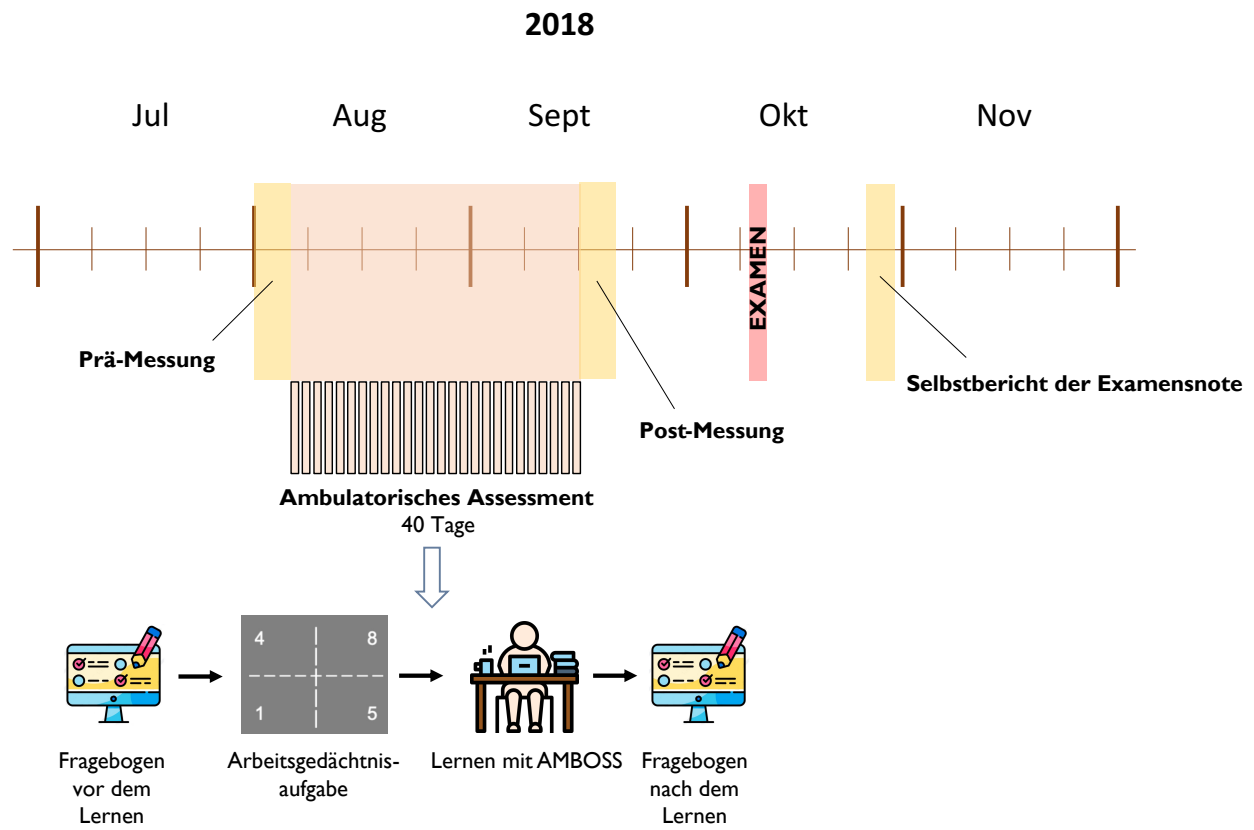 2018
Jul Aug Sept Okt Nov
EXAMEN
Prä-Messung
Selbstbericht der Examensnote
Post-Messung
Ambulatorisches Assessment
40 Tage
4 8
1 5
Fragebogen
vor dem
Lernen
Arbeitsgedächtnis-
aufgabe
Lernen mit AMBOSS
Fragebogen
nach dem
Lernen